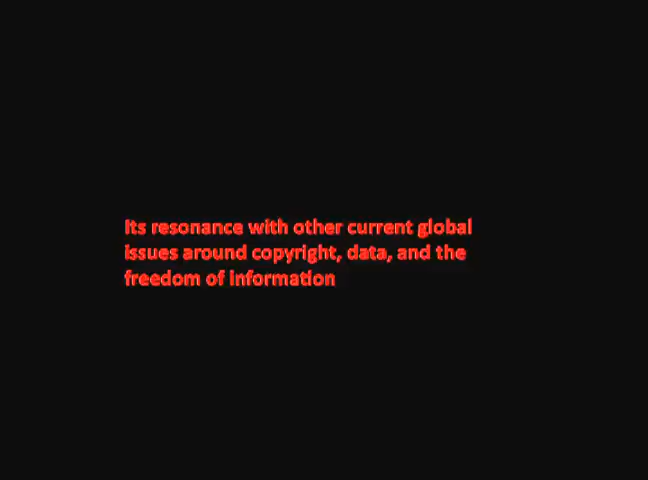 Its resonance with other current global
issues around copyright, data, and the
freedom of information